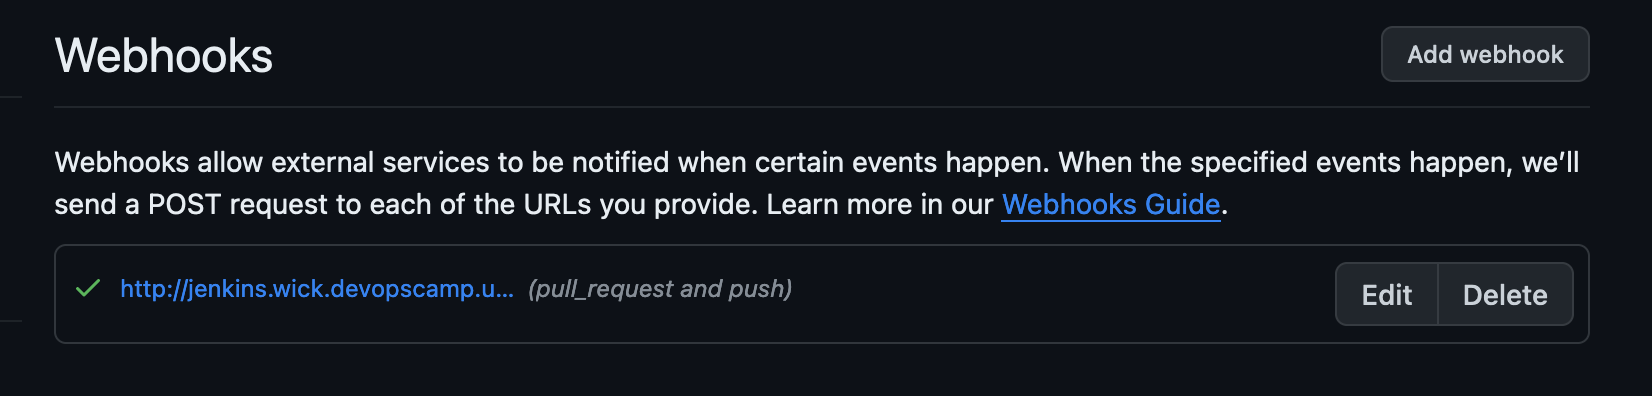 Webhooks
Add webhook
Webhooks allow external services to be notified when certain events happen. When the specified events happen, we’ll
send a POST request to each of the URLs you provide. Learn more in our Webhooks Guide.
http://jenkins.wick.devopscamp.u... (pull_request and push)
Edit
Delete